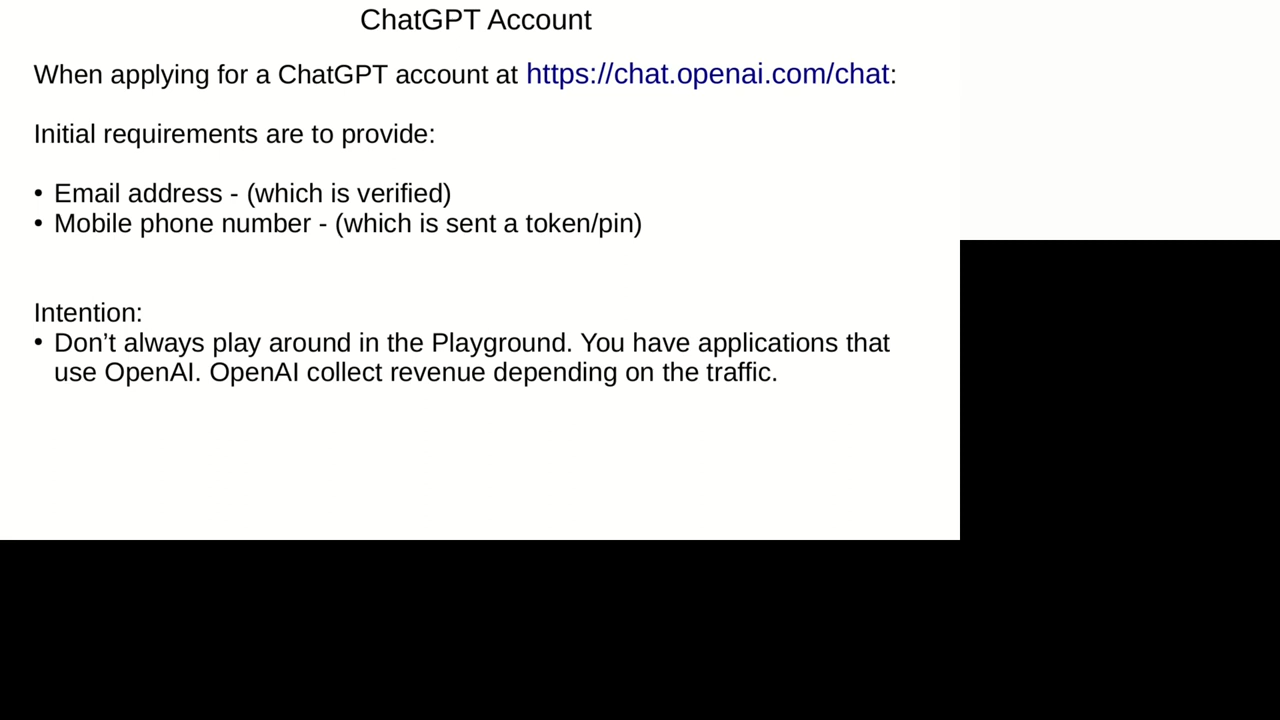 ChatGPT Account
When applying for a ChatGPT account at https://chat.openai.com/chat:
Initial requirements are to provide:
• Email address - (which is verified)
• Mobile phone number - (which is sent a token/pin)
Intention:
• Don’t always play around in the Playground. You have applications that
use OpenAI. OpenAI collect revenue depending on the traffic.